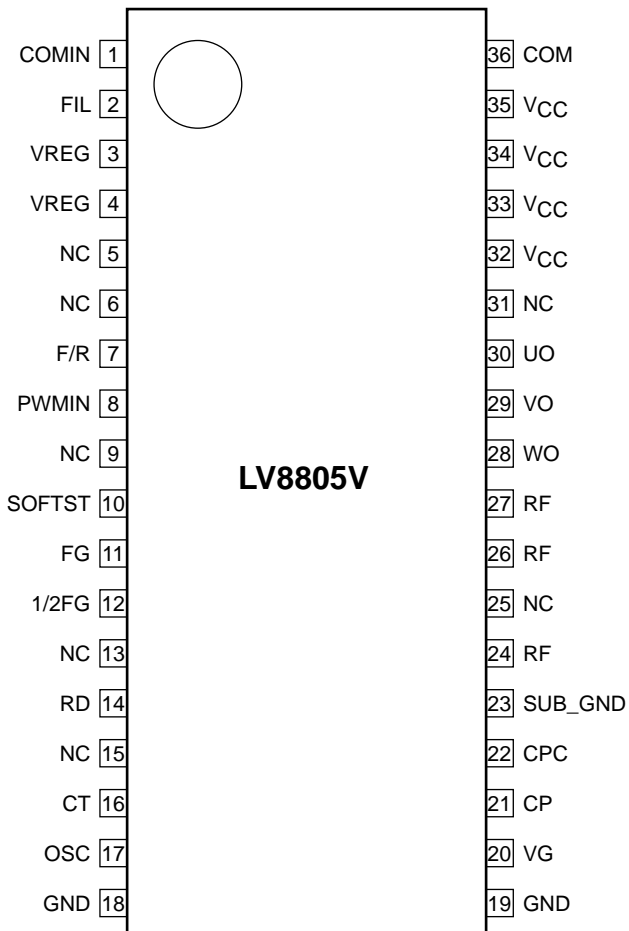 COMIN 1
FIL 2
VREG 3
VREG 4
NC 5
NC 6
F/R 7
PWMIN 8
NC 9
SOFTST 10
FG 11
1/2FG 12
NC 13
RD 14
NC 15
CT 16
OSC 17
GND 18
LV8805V
36 COM
35 VCC
34 VCC
33 VCC
32 VCC
31 NC
30 UO
29 VO
28 WO
27 RF
26 RF
25 NC
24 RF
23 SUB_GND
22 CPC
21 CP
20 VG
19 GND